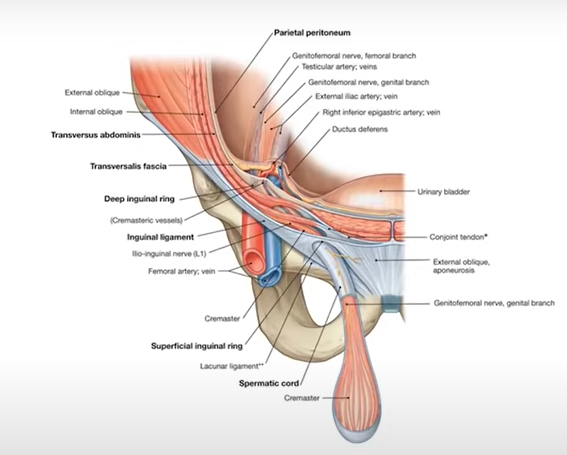 Parietal peritoneum
Genitofemoral nerve, femoral branch
Testicular artery; veins
Genitofemoral nerve, genital branch
External iliac artery; vein
Right inferior epigastric artery; vein
Ductus deferens
External oblique
Internal oblique
Transversus abdominis
Transversalis fascia
Deep inguinal ring
(Cremasteric vessels)
Inguinal ligament
Ilio-inguinal nerve (L1)
Femoral artery; vein
Cremaster
Superficial inguinal ring
Lacunar ligament**
Spermatic cord
Cremaster
Urinary bladder
Conjoint tendon*
External oblique,
aponeurosis
Genitofemoral nerve, genital branch